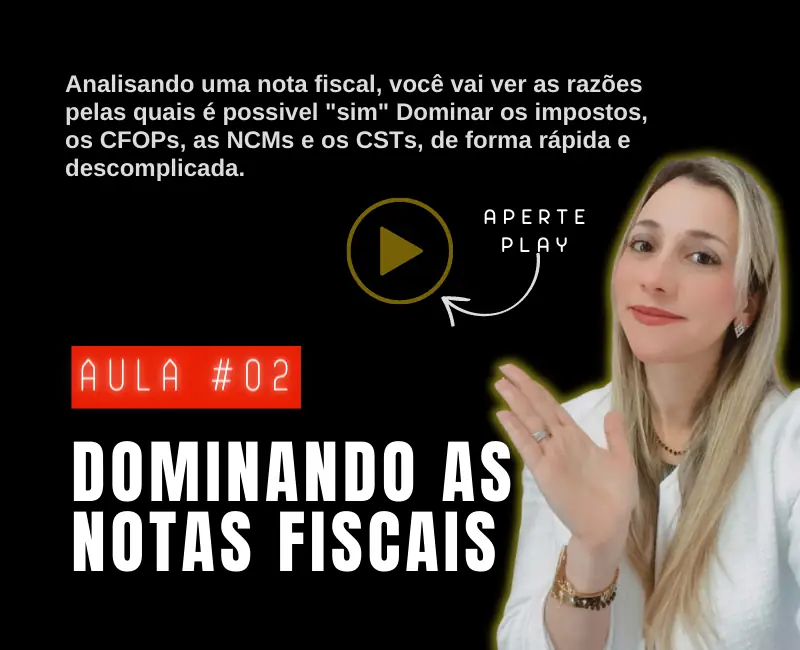 Analisando uma nota fiscal, você vai ver as razões
pelas quais é possivel "sim" Dominar os impostos,
os CFOPs, as NCMs e os CSTs, de forma rápida e
descomplicada.
APERTE
PLAY
AULA #02
DOMINANDO AS
NOTAS FISCAIS